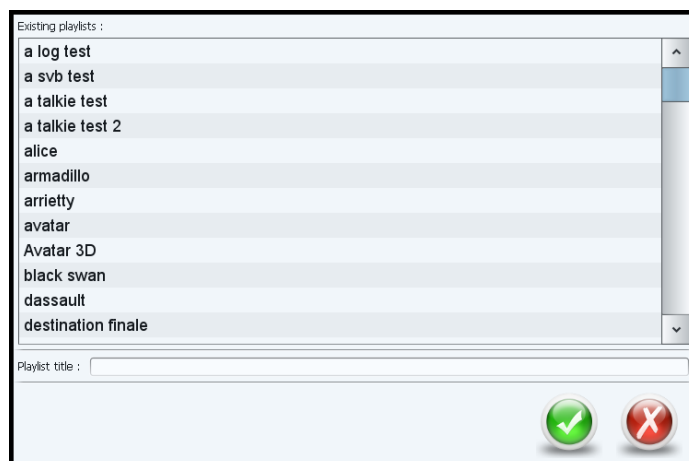 Existing playlists :
a log test
a svb test
a talkie test
a talkie test 2
alice
armadillo
arrietty
avatar
Avatar 3D
black swan
dassault
destination finale
Playlist title :